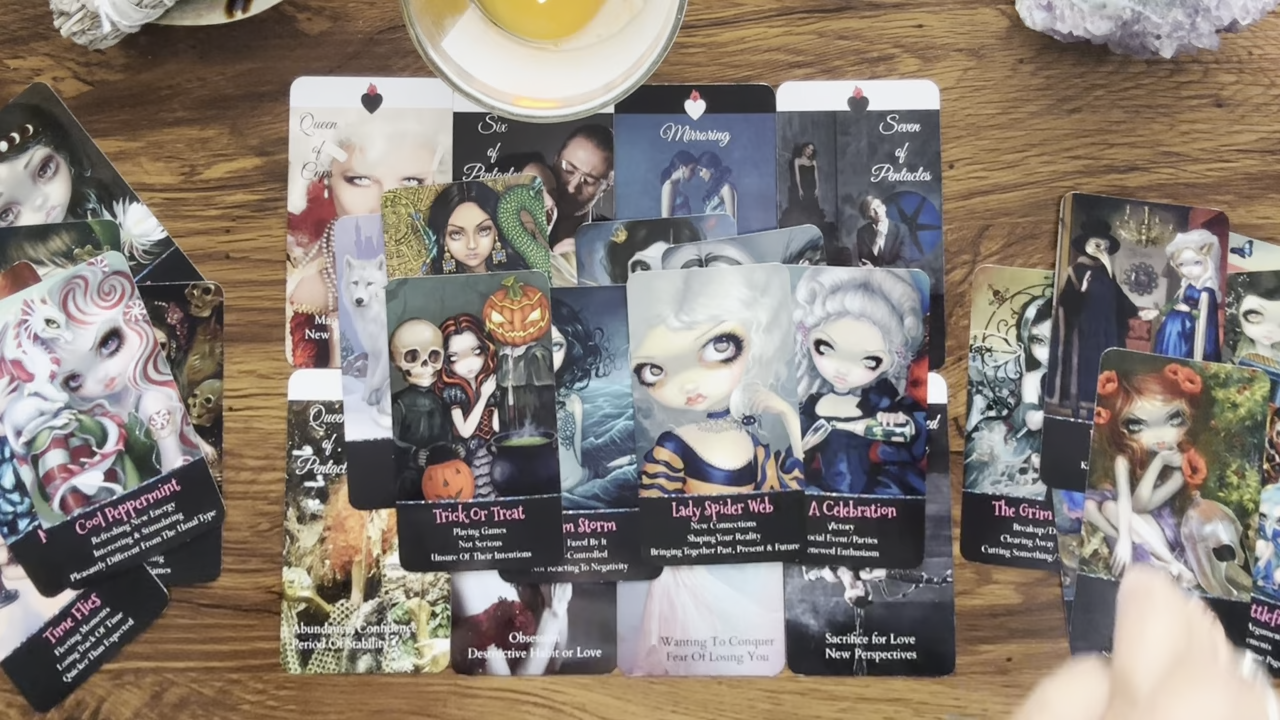 Queen
of
Cups
Six
of
Pentacles
Mirroring
Seven
of
Pentacles
New
Queen
of
Abundance, Confidence
Period Of Stability
Obsession
Destructive Habit or Love
Wanting To Conquer
Fear Of Losing You
Sacrifice for Love
New Perspectives
Trick Or Treat
Playing Games
Not Serious
Unsure Of Their Intentions
Storm
Fazed By It
-Controlled
Not Reacting To Negativity
Lady Spider Web
New Connections
Shaping Your Reality
Bringing Together Past, Present & Future
A Celebration
Victory
Social Event/Parties
Renewed Enthusiasm
Cool Peppermint
Refreshing New Energy
Interesting & Stimulating
Pleasantly Different From The Usual Type
Time Flies
Fleeting Moments
Losing Track Of Time
Quicker Than Expected
The Grim
Breakup/D
Clearing Away
Cutting Something/